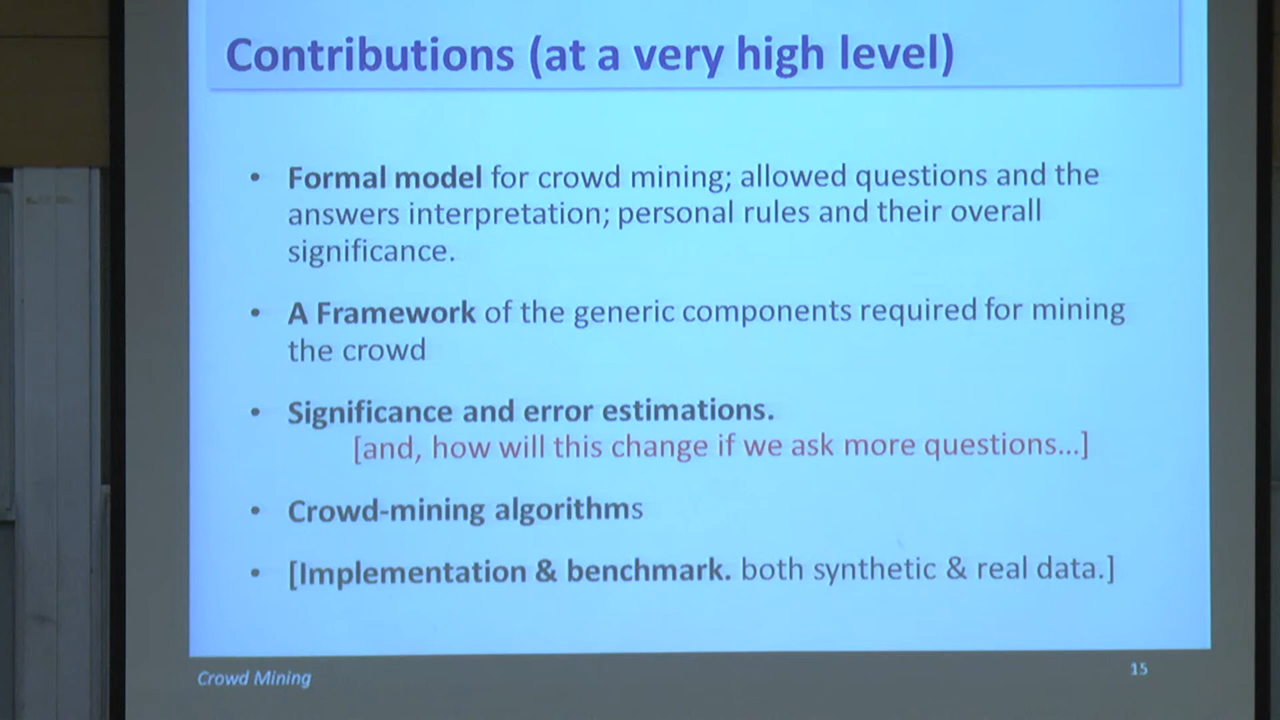 Contributions (at a very high level)
• Formal model for crowd mining; allowed questions and the
answers interpretation; personal rules and their overall
significance.
• A Framework of the generic components required for mining
the crowd
• Significance and error estimations.
[and, how will this change if we ask more questions...]
• Crowd-mining algorithms
• [Implementation & benchmark. both synthetic & real data.]
Crowd Mining
15